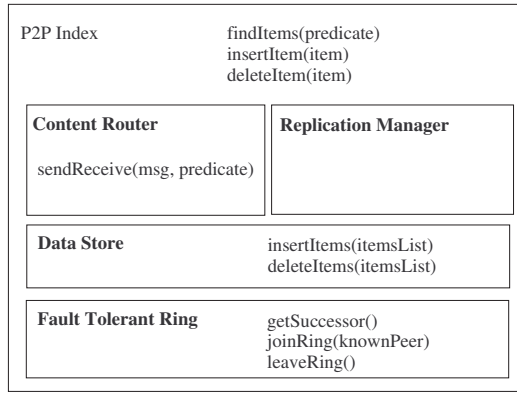 P2P Index
findItems(predicate)
insertItem(item)
deleteItem(item)
Content Router
sendReceive(msg, predicate)
Replication Manager
Data Store
insertItems(itemsList)
deleteItems(itemsList)
Fault Tolerant Ring
getSuccessor()
joinRing(knownPeer)
leaveRing()